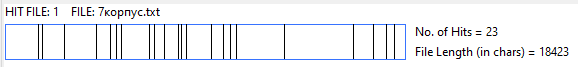 HIT FILE: 1 FILE: 7корпус.txt
No. of Hits = 23
File Length (in chars) = 18423